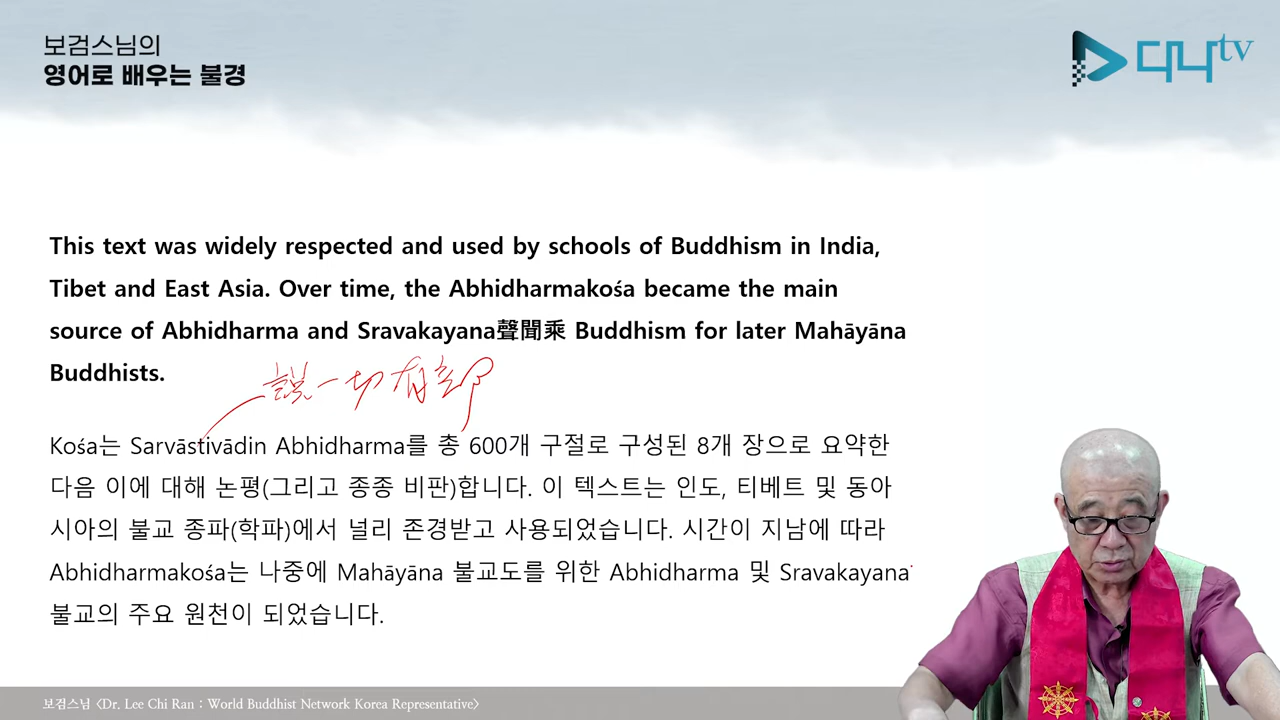 보검스님의
영어로 배우는 불경
디나tv
This text was widely respected and used by schools of Buddhism in India,
Tibet and East Asia. Over time, the Abhidharmakośa became the main
source of Abhidharma and Sravakayana聲聞乘 Buddhism for later Mahāyāna
Buddhists.
說一切有部
Kośa는 Sarvāstivādin Abhidharma를 총 600개 구절로 구성된 8개 장으로 요약한
다음 이에 대해 논평(그리고 종종 비판)합니다. 이 텍스트는 인도, 티베트 및 동아
시아의 불교 종파(학파)에서 널리 존경받고 사용되었습니다. 시간이 지남에 따라
Abhidharmakośa는 나중에 Mahāyāna 불교도를 위한 Abhidharma 및 Sravakayana
불교의 주요 원천이 되었습니다.
보검스님 <Dr. Lee Chi Ran : World Buddhist Network Korea Representative>